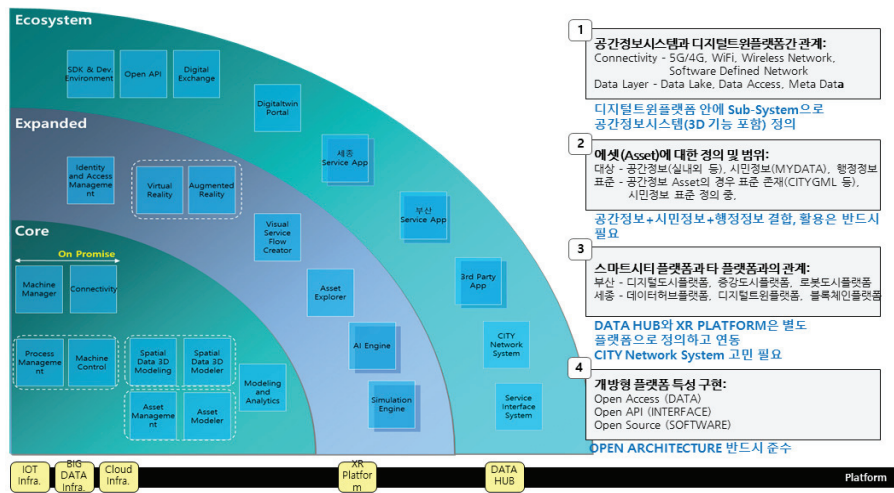 Ecosystem
SDK & Dev.
Environment
Open API
Digital
Exchange
Digitaltwin
Portal
세종
Service App
부산
Service App
3rd Party
App
CITY
Network
System
Service
Interface
System
Expanded
Identity
and Access
Manageme
nt
Virtual
Reality
Augmented
Reality
Visual
Service
Flow
Creator
Asset
Explorer
AI Engine
Simulation
Engine
Core
On Promise
Machine
Manager
Connectivity
Process
Manageme
nt
Machine
Control
Spatial
Data 3D
Modeling
Spatial
Data 3D
Modeler
Asset
Manageme
nt
Asset
Modeler
Modeling
and
Analytics
1
공간정보시스템과 디지털트윈플랫폼간 관계:
Connectivity - 5G/4G, WiFi, Wireless Network,
Software Defined Network
Data Layer - Data Lake, Data Access, Meta Data
디지털트윈플랫폼 안에 Sub-System으로
공간정보시스템(3D 기능 포함) 정의
2
에셋(Asset)에 대한 정의 및 범위:
대상 - 공간정보(실내외 등), 시민정보(MYDATA), 행정정보
표준 - 공간정보 Asset의 경우 표준 존재(CITYGML 등),
시민정보 표준 정의 중,
공간정보+시민정보+행정정보 결합, 활용은 반드시
필요
3
스마트시티 플랫폼과 타 플랫폼과의 관계:
부산 - 디지털도시플랫폼, 증강도시플랫폼, 로봇도시플랫폼
세종 - 데이터허브플랫폼, 디지털트윈플랫폼, 블록체인플랫폼
DATA HUB와 XR PLATFORM은 별도
플랫폼으로 정의하고 연동
CITY Network System 고민 필요
4
개방형 플랫폼 특성 구현:
Open Access (DATA)
Open API (INTERFACE)
Open Source (SOFTWARE)
OPEN ARCHITECTURE 반드시 준수
IOT
Infra.
BIG
DATA
Infra.
Cloud
Infra.
XR
Platfor
m
DATA
HUB
Platform